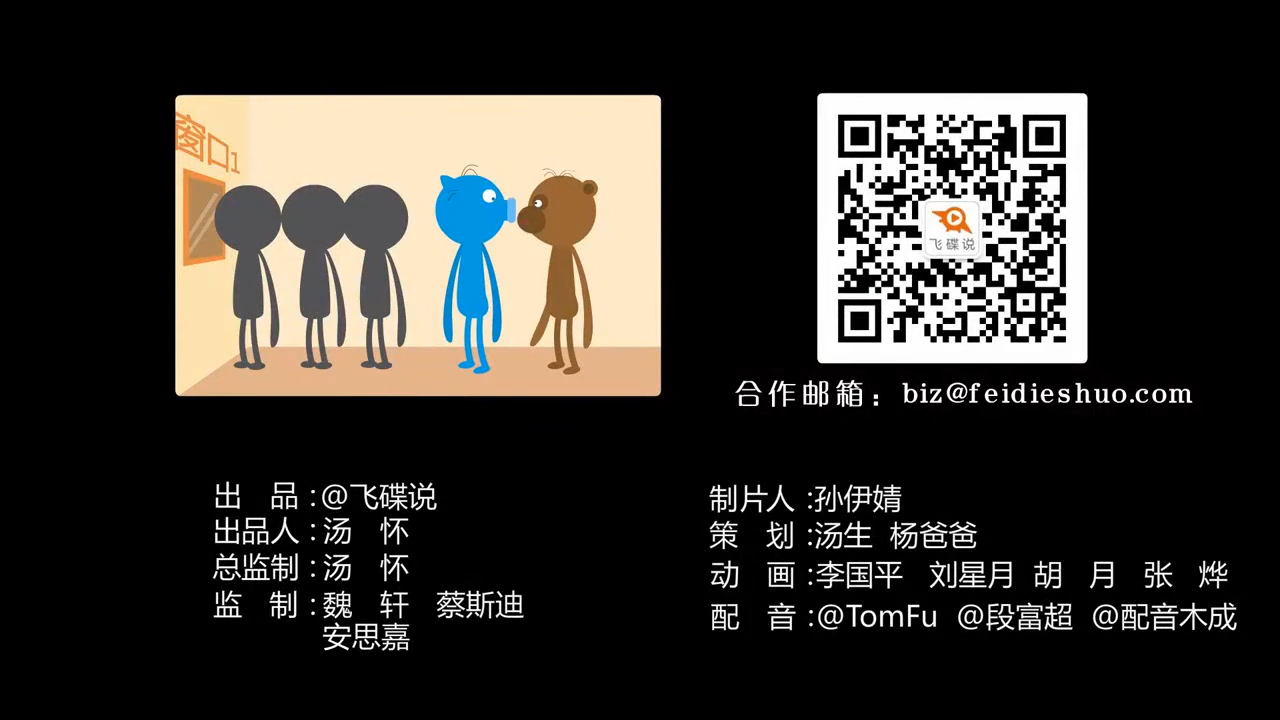 窗口1
飞碟说
合作邮箱：biz@feidieshuo.com
出 品：@飞碟说
出品人：汤 怀
总监制：汤 怀
监 制：魏 轩 蔡斯迪
安思嘉
制片人：孙伊婧
策 划：汤生 杨爸爸
动 画：李国平 刘星月 胡 月 张 烨
配 音：@TomFu @段富超 @配音木成